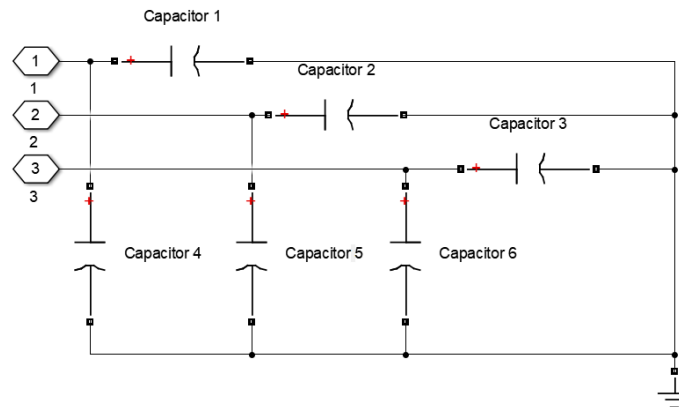 Capacitor 1
1
1
Capacitor 2
2
2
Capacitor 3
3
3
Capacitor 4
Capacitor 5
Capacitor 6